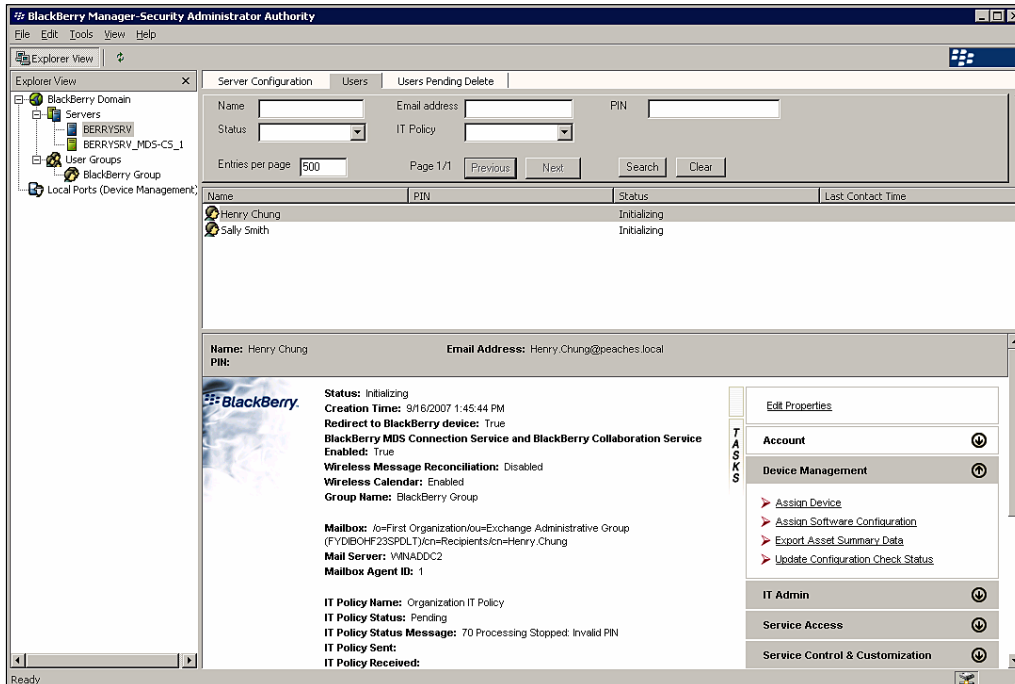 BlackBerry Manager-Security Administrator Authority
File Edit Tools View Help
Explorer View
Explorer View X
BlackBerry Domain
Servers
BERRYSRV
BERRYSRV_MDS-CS_1
User Groups
BlackBerry Group
Local Ports (Device Management)
Server Configuration Users Users Pending Delete
Name Email address PIN
Status IT Policy
Entries per page 500 Page 1/1 Previous Next Search Clear
Name PIN Status Last Contact Time
Henry Chung Initializing
Sally Smith Initializing
Name: Henry Chung Email Address: Henry.Chung@peaches.local
PIN:
BlackBerry.
Status: Initializing
Creation Time: 9/16/2007 1:45:44 PM
Redirect to BlackBerry device: True
BlackBerry MDS Connection Service and BlackBerry Collaboration Service
Enabled: True
Wireless Message Reconciliation: Disabled
Wireless Calendar: Enabled
Group Name: BlackBerry Group
Mailbox: /o=First Organization/ou=Exchange Administrative Group
(FYDIBOHF23SPDLT)/cn=Recipients/cn=Henry.Chung
Mail Server: WINADDC2
Mailbox Agent ID: 1
IT Policy Name: Organization IT Policy
IT Policy Status: Pending
IT Policy Status Message: 70 Processing Stopped: Invalid PIN
IT Policy Sent:
IT Policy Received:
TASKS
Edit Properties
Account
Device Management
Assign Device
Assign Software Configuration
Export Asset Summary Data
Update Configuration Check Status
IT Admin
Service Access
Service Control & Customization
Ready